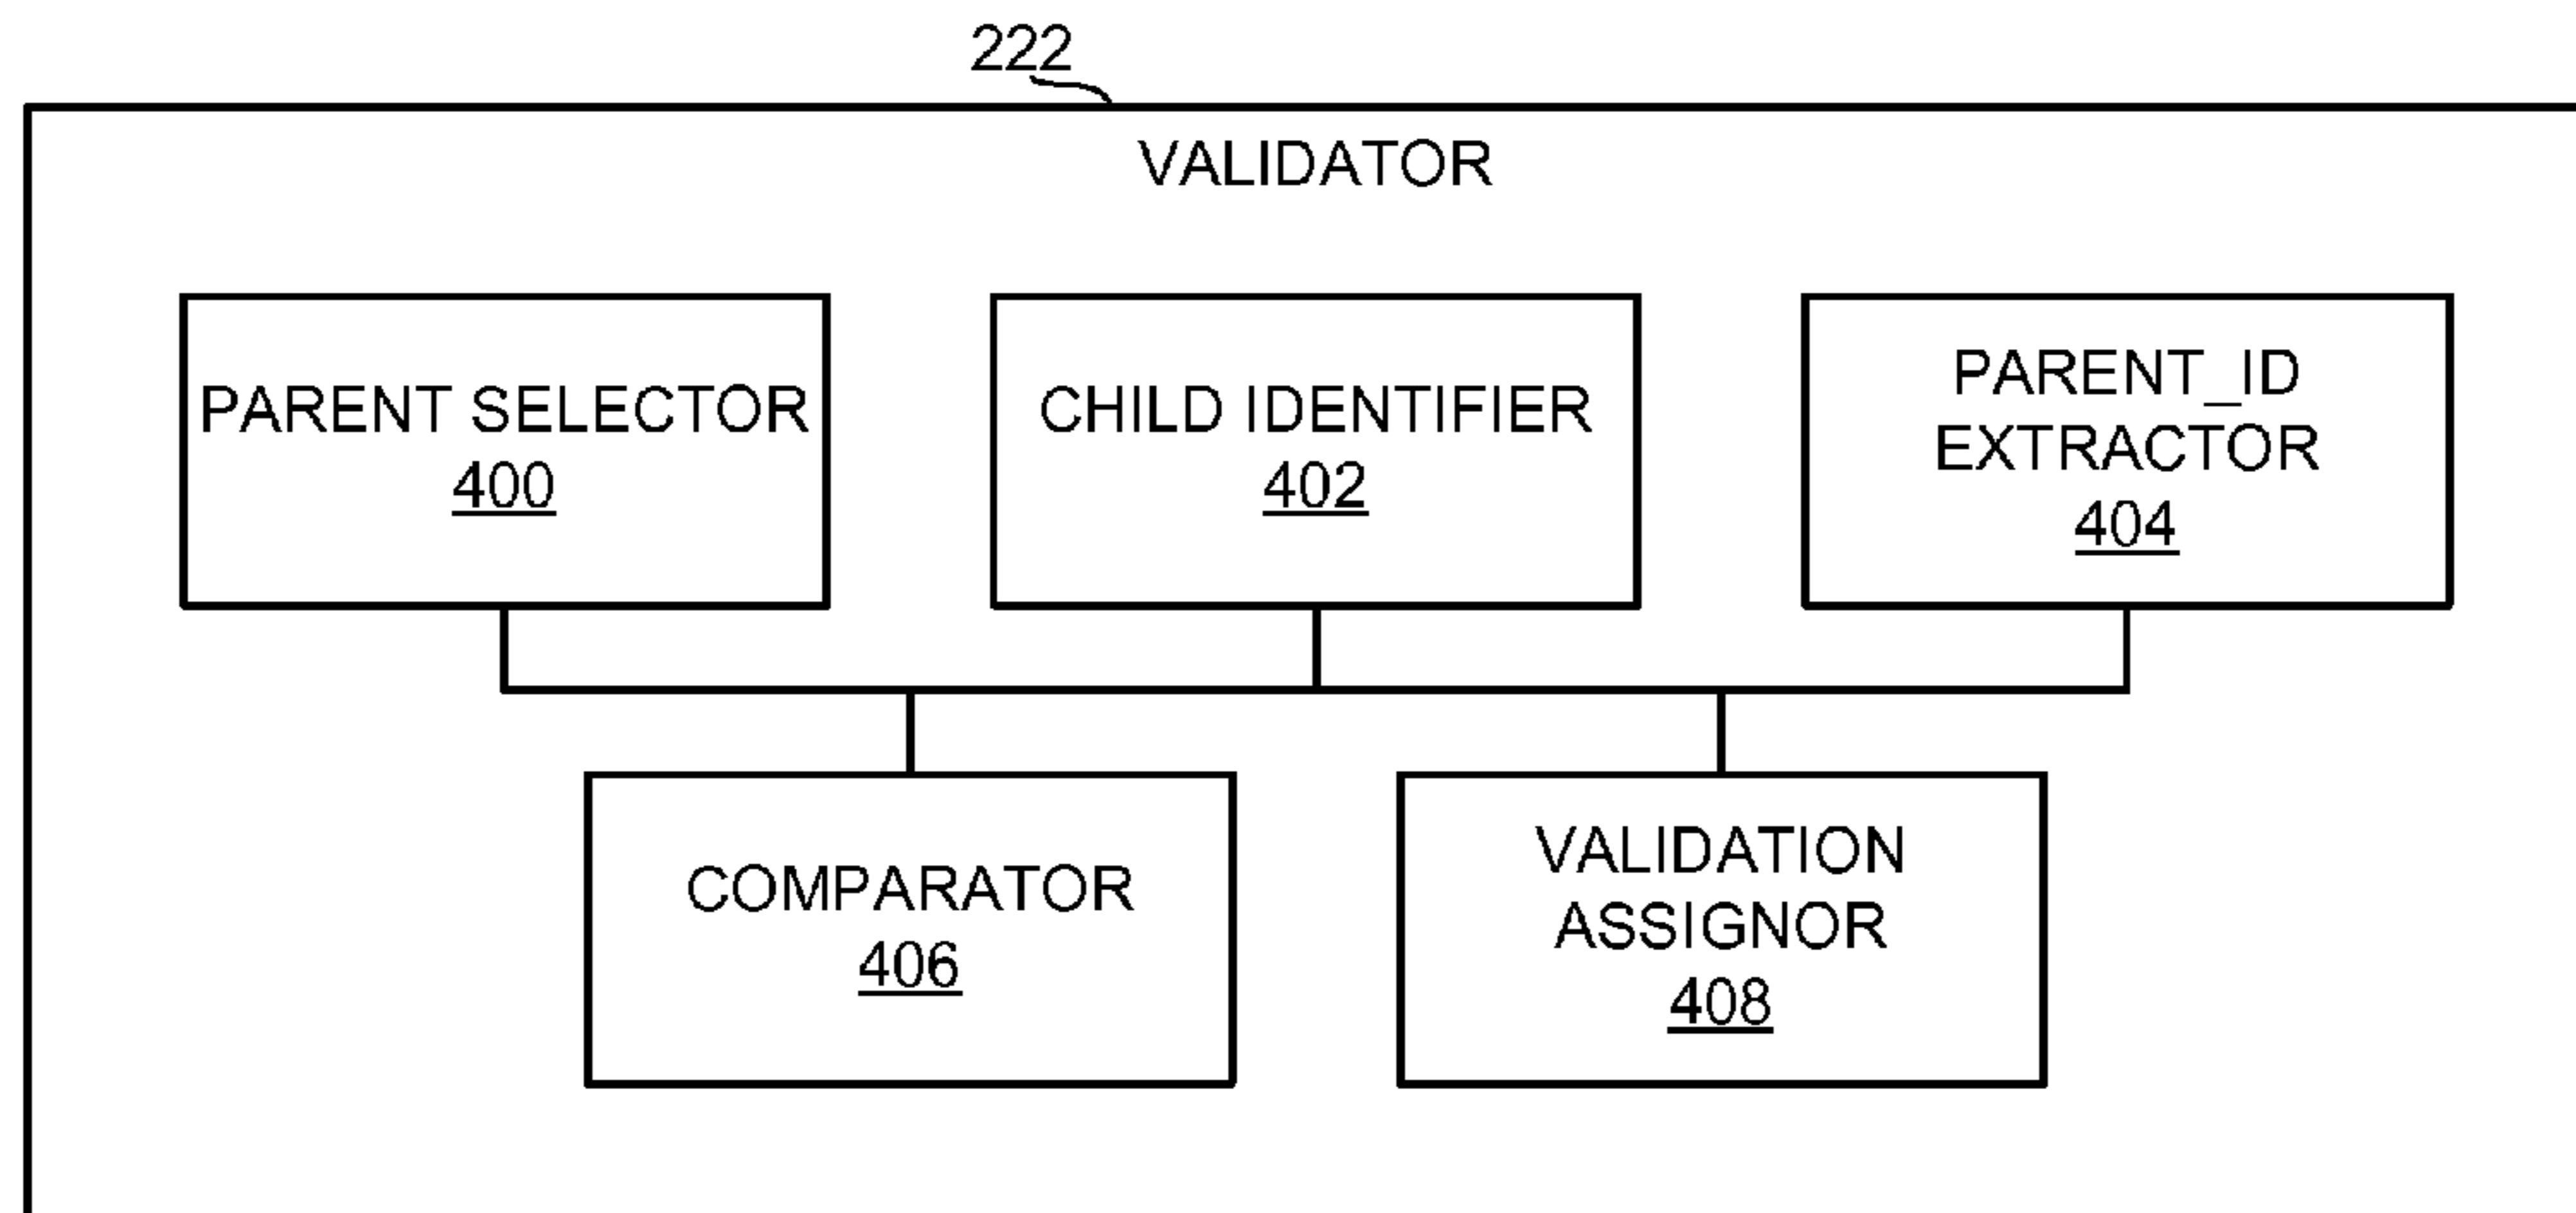 222
VALIDATOR
PARENT SELECTOR
400
CHILD IDENTIFIER
402
PARENT_ID
EXTRACTOR
404
COMPARATOR
406
VALIDATION
ASSIGNOR
408